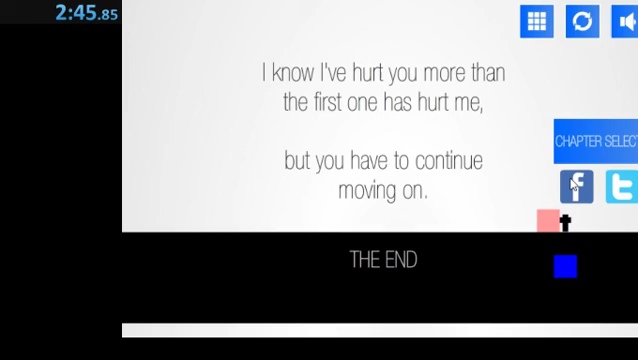 2:45.85
I know I've hurt you more than
the first one has hurt me,
but you have to continue
moving on.
CHAPTER SELECT
f t
THE END